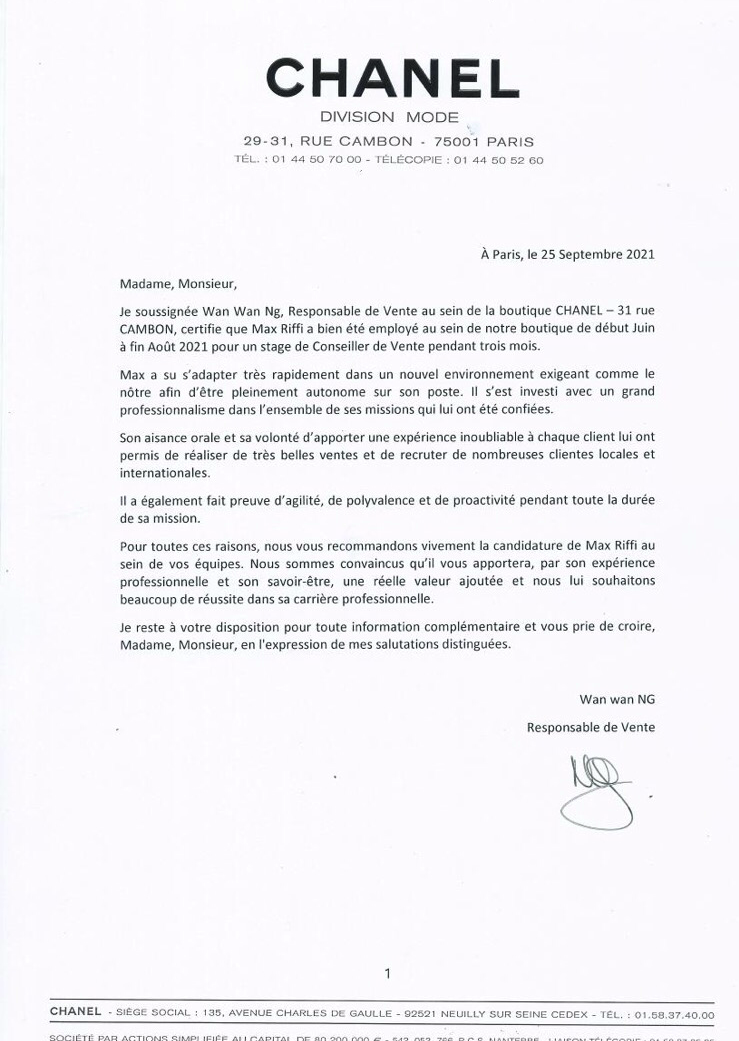 CHANEL
DIVISION MODE
29-31, RUE CAMBON - 75001 PARIS
TÉL. : 01 44 50 70 00 - TÉLÉCOPIE : 01 44 50 52 60
À Paris, le 25 Septembre 2021
Madame, Monsieur,
Je soussignée Wan Wan Ng, Responsable de Vente au sein de la boutique CHANEL – 31 rue
CAMBON, certifie que Max Riffi a bien été employé au sein de notre boutique de début Juin
à fin Août 2021 pour un stage de Conseiller de Vente pendant trois mois.
Max a su s’adapter très rapidement dans un nouvel environnement exigeant comme le
nôtre afin d’être pleinement autonome sur son poste. Il s’est investi avec un grand
professionnalisme dans l’ensemble de ses missions qui lui ont été confiées.
Son aisance orale et sa volonté d’apporter une expérience inoubliable à chaque client lui ont
permis de réaliser de très belles ventes et de recruter de nombreuses clientes locales et
internationales.
Il a également fait preuve d’agilité, de polyvalence et de proactivité pendant toute la durée
de sa mission.
Pour toutes ces raisons, nous vous recommandons vivement la candidature de Max Riffi au
sein de vos équipes. Nous sommes convaincus qu’il vous apportera, par son expérience
professionnelle et son savoir-être, une réelle valeur ajoutée et nous lui souhaitons
beaucoup de réussite dans sa carrière professionnelle.
Je reste à votre disposition pour toute information complémentaire et vous prie de croire,
Madame, Monsieur, en l'expression de mes salutations distinguées.
Wan wan NG
Responsable de Vente
1
CHANEL - SIÈGE SOCIAL : 135, AVENUE CHARLES DE GAULLE - 92521 NEUILLY SUR SEINE CEDEX - TÉL. : 01.58.37.40.00
SOCIÉTÉ PAR ACTIONS SIMPLIFIÉE AU CAPITAL DE 80 200 000 €